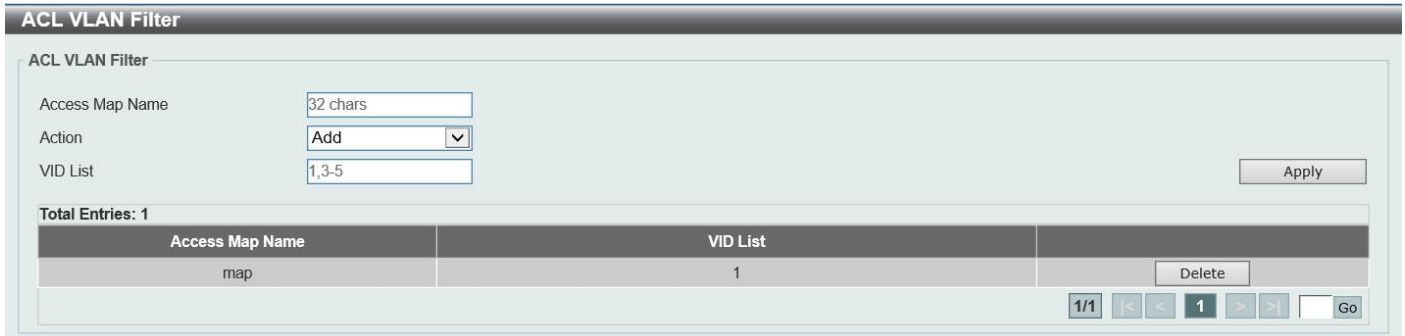 ACL VLAN Filter
ACL VLAN Filter
Access Map Name 32 chars
Action Add
VID List 1,3-5 Apply
Total Entries: 1
Access Map Name VID List
map 1 Delete
1/1 |< < 1 > >| Go